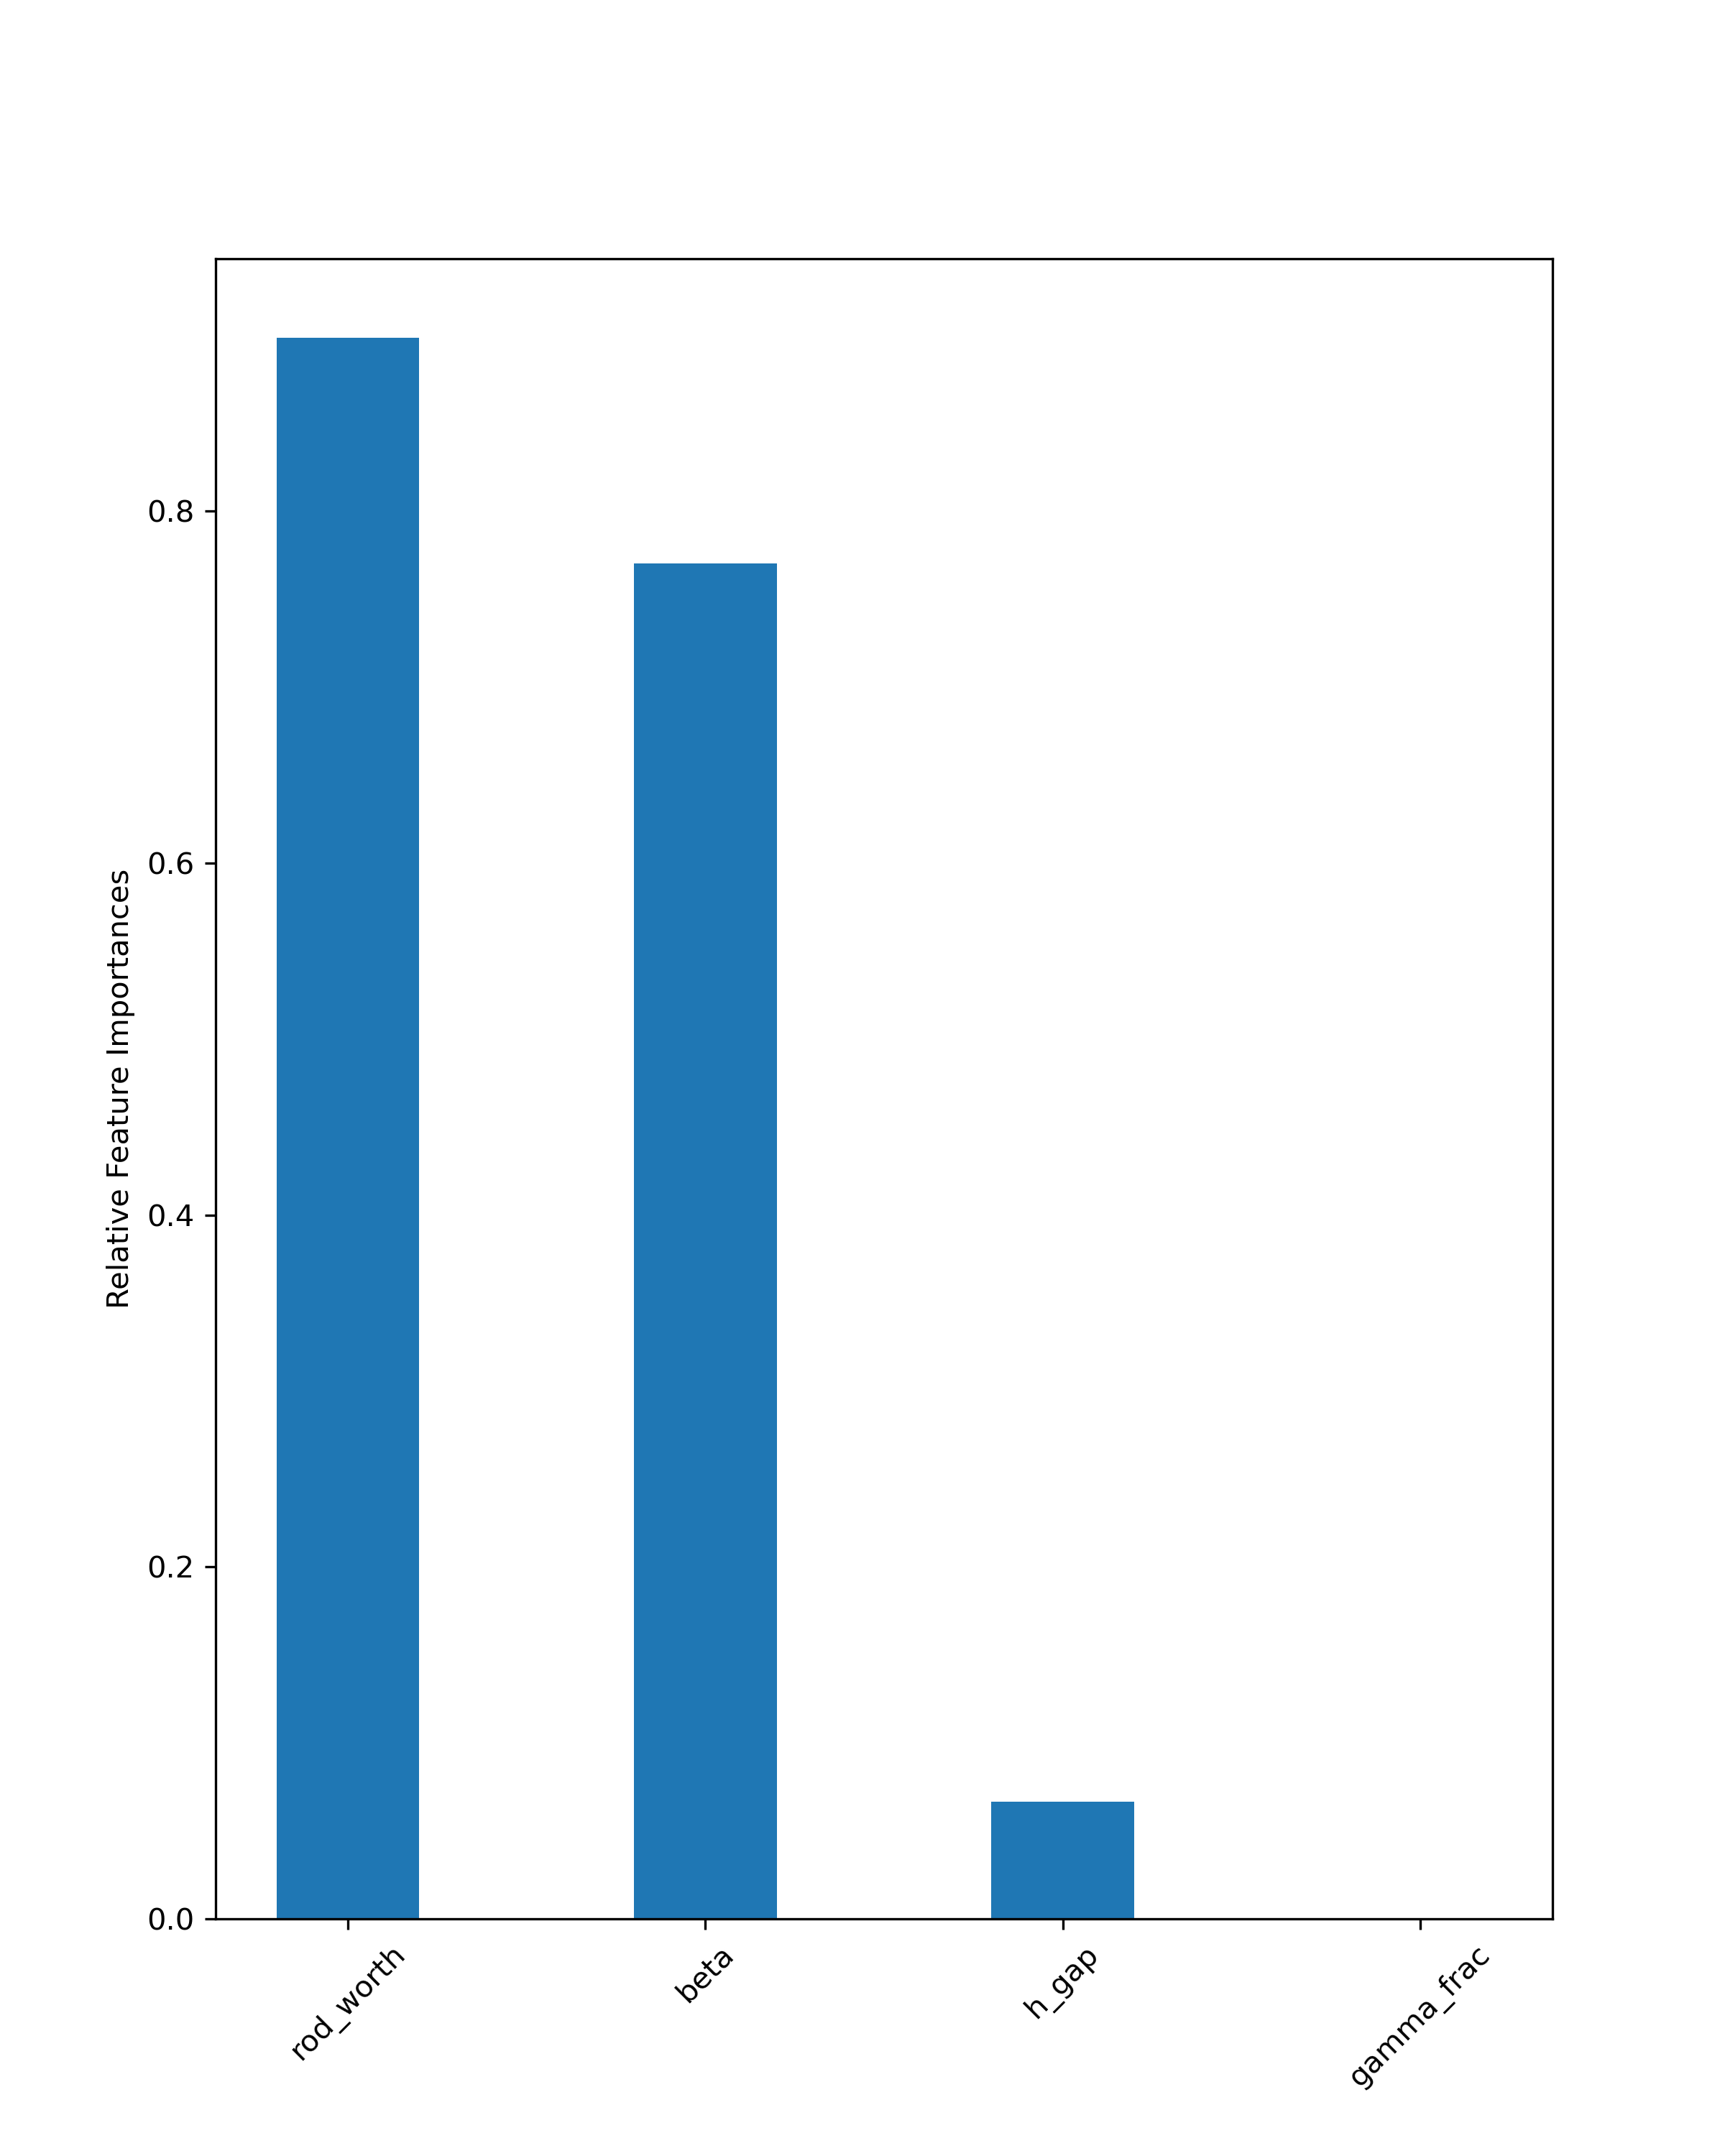 Relative Feature Importances
0.8
0.6
0.4
0.2
0.0
rod_worth
beta
h_gap
gamma_frac